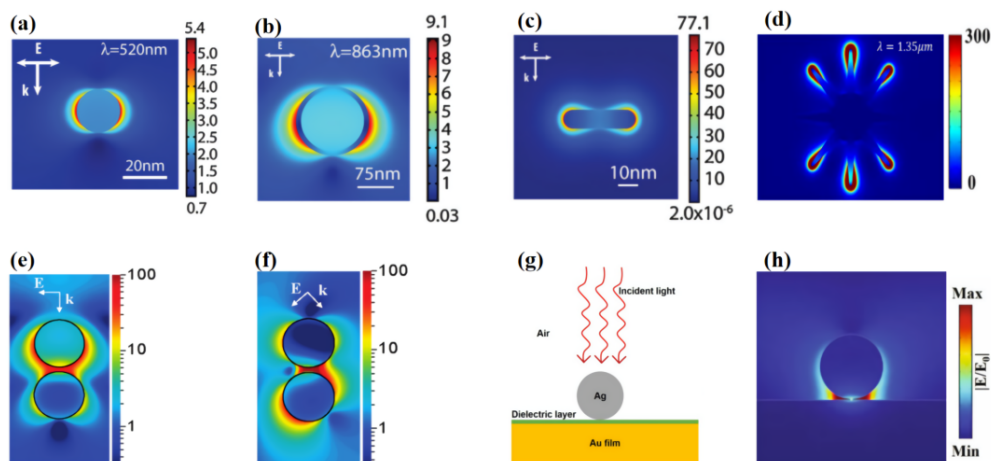 (a)
E
k
λ=520nm
20nm
5.4
5.0
4.5
4.0
3.5
3.0
2.5
2.0
1.5
1.0
0.7
(b)
E
k
λ=863nm
75nm
9.1
9
8
7
6
5
4
3
2
1
0.03
(c)
E
k
10nm
77.1
70
60
50
40
30
20
10
2.0x10⁻⁶
(d)
λ = 1.35μm
300
0
(e)
E
k
100
10
1
(f)
E
k
100
10
1
(g)
Incident light
Air
Ag
Dielectric layer
Au film
(h)
Max
|E/E₀|
Min